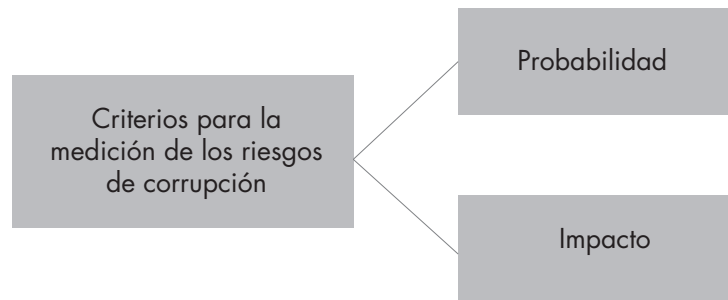 Criterios para la
medición de los riesgos
de corrupción
Probabilidad
Impacto